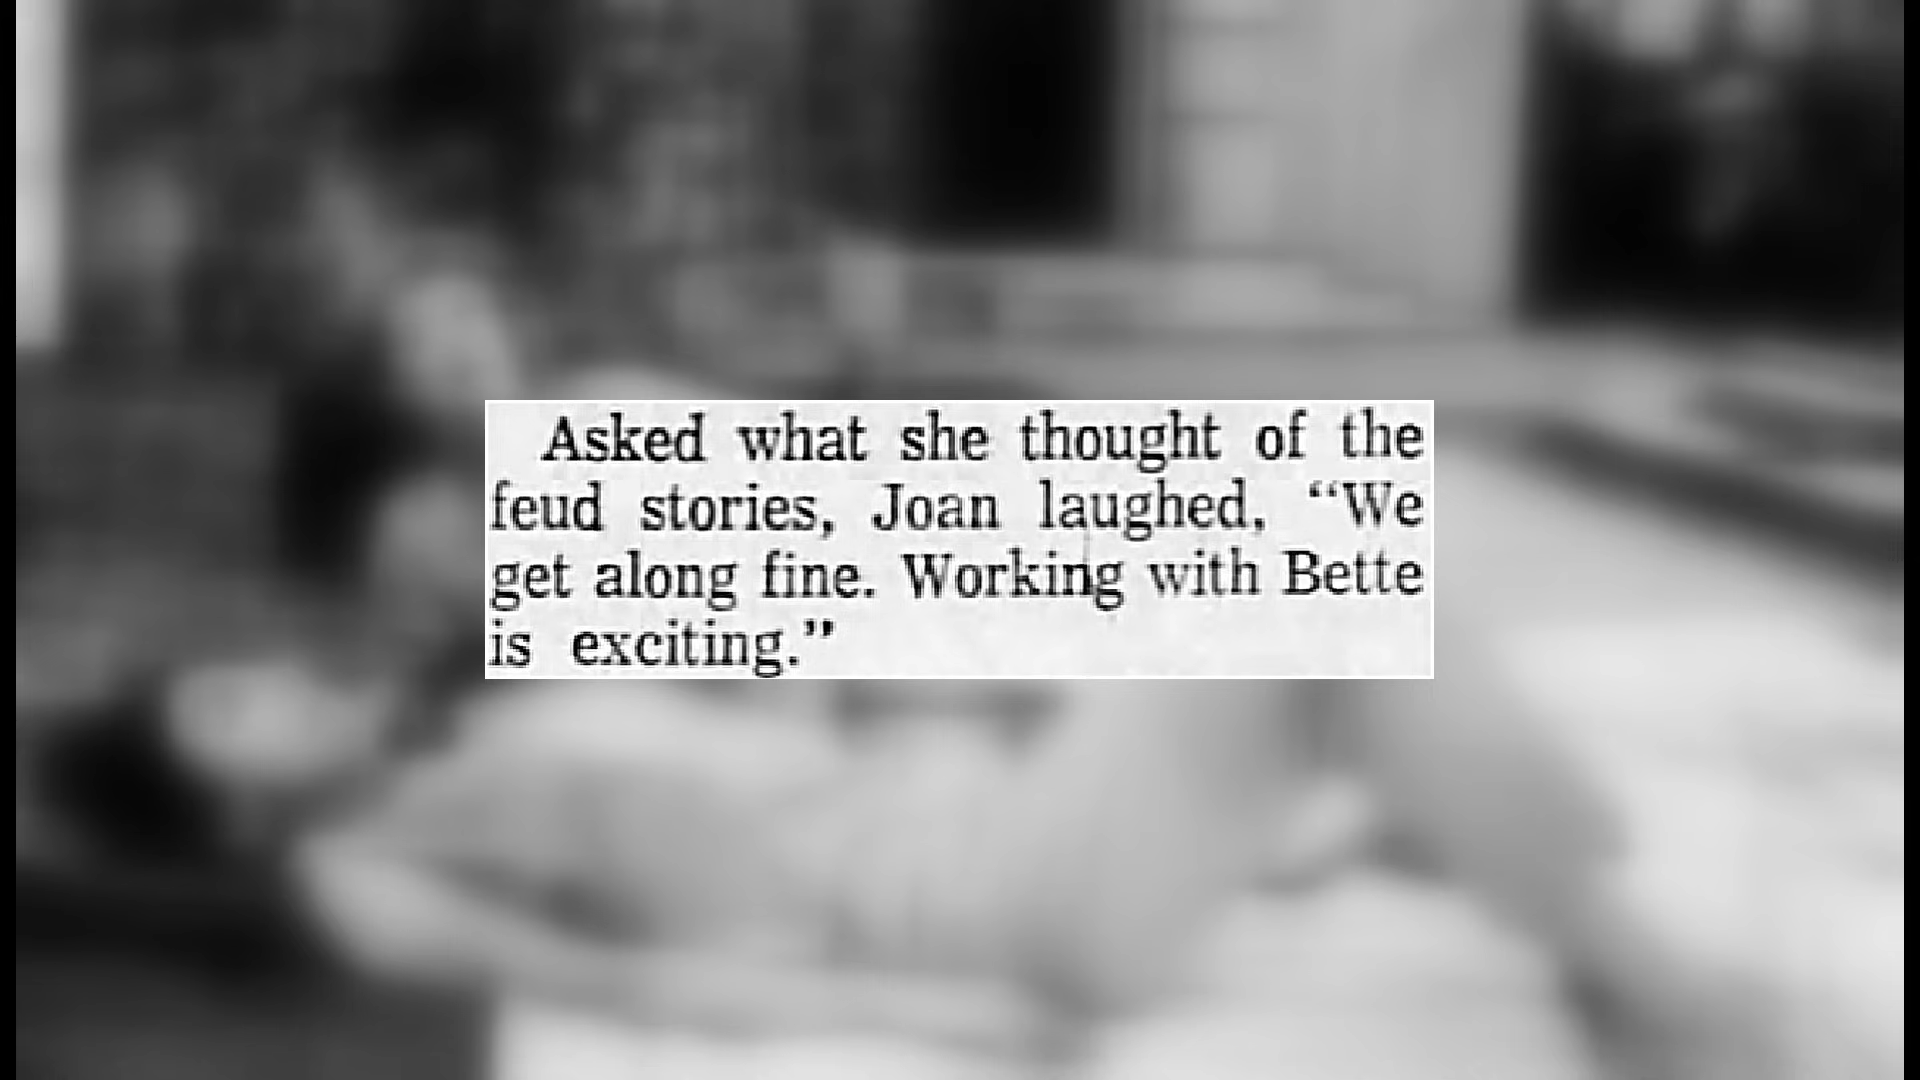 Asked what she thought of the
feud stories, Joan laughed, “We
get along fine. Working with Bette
is exciting.”